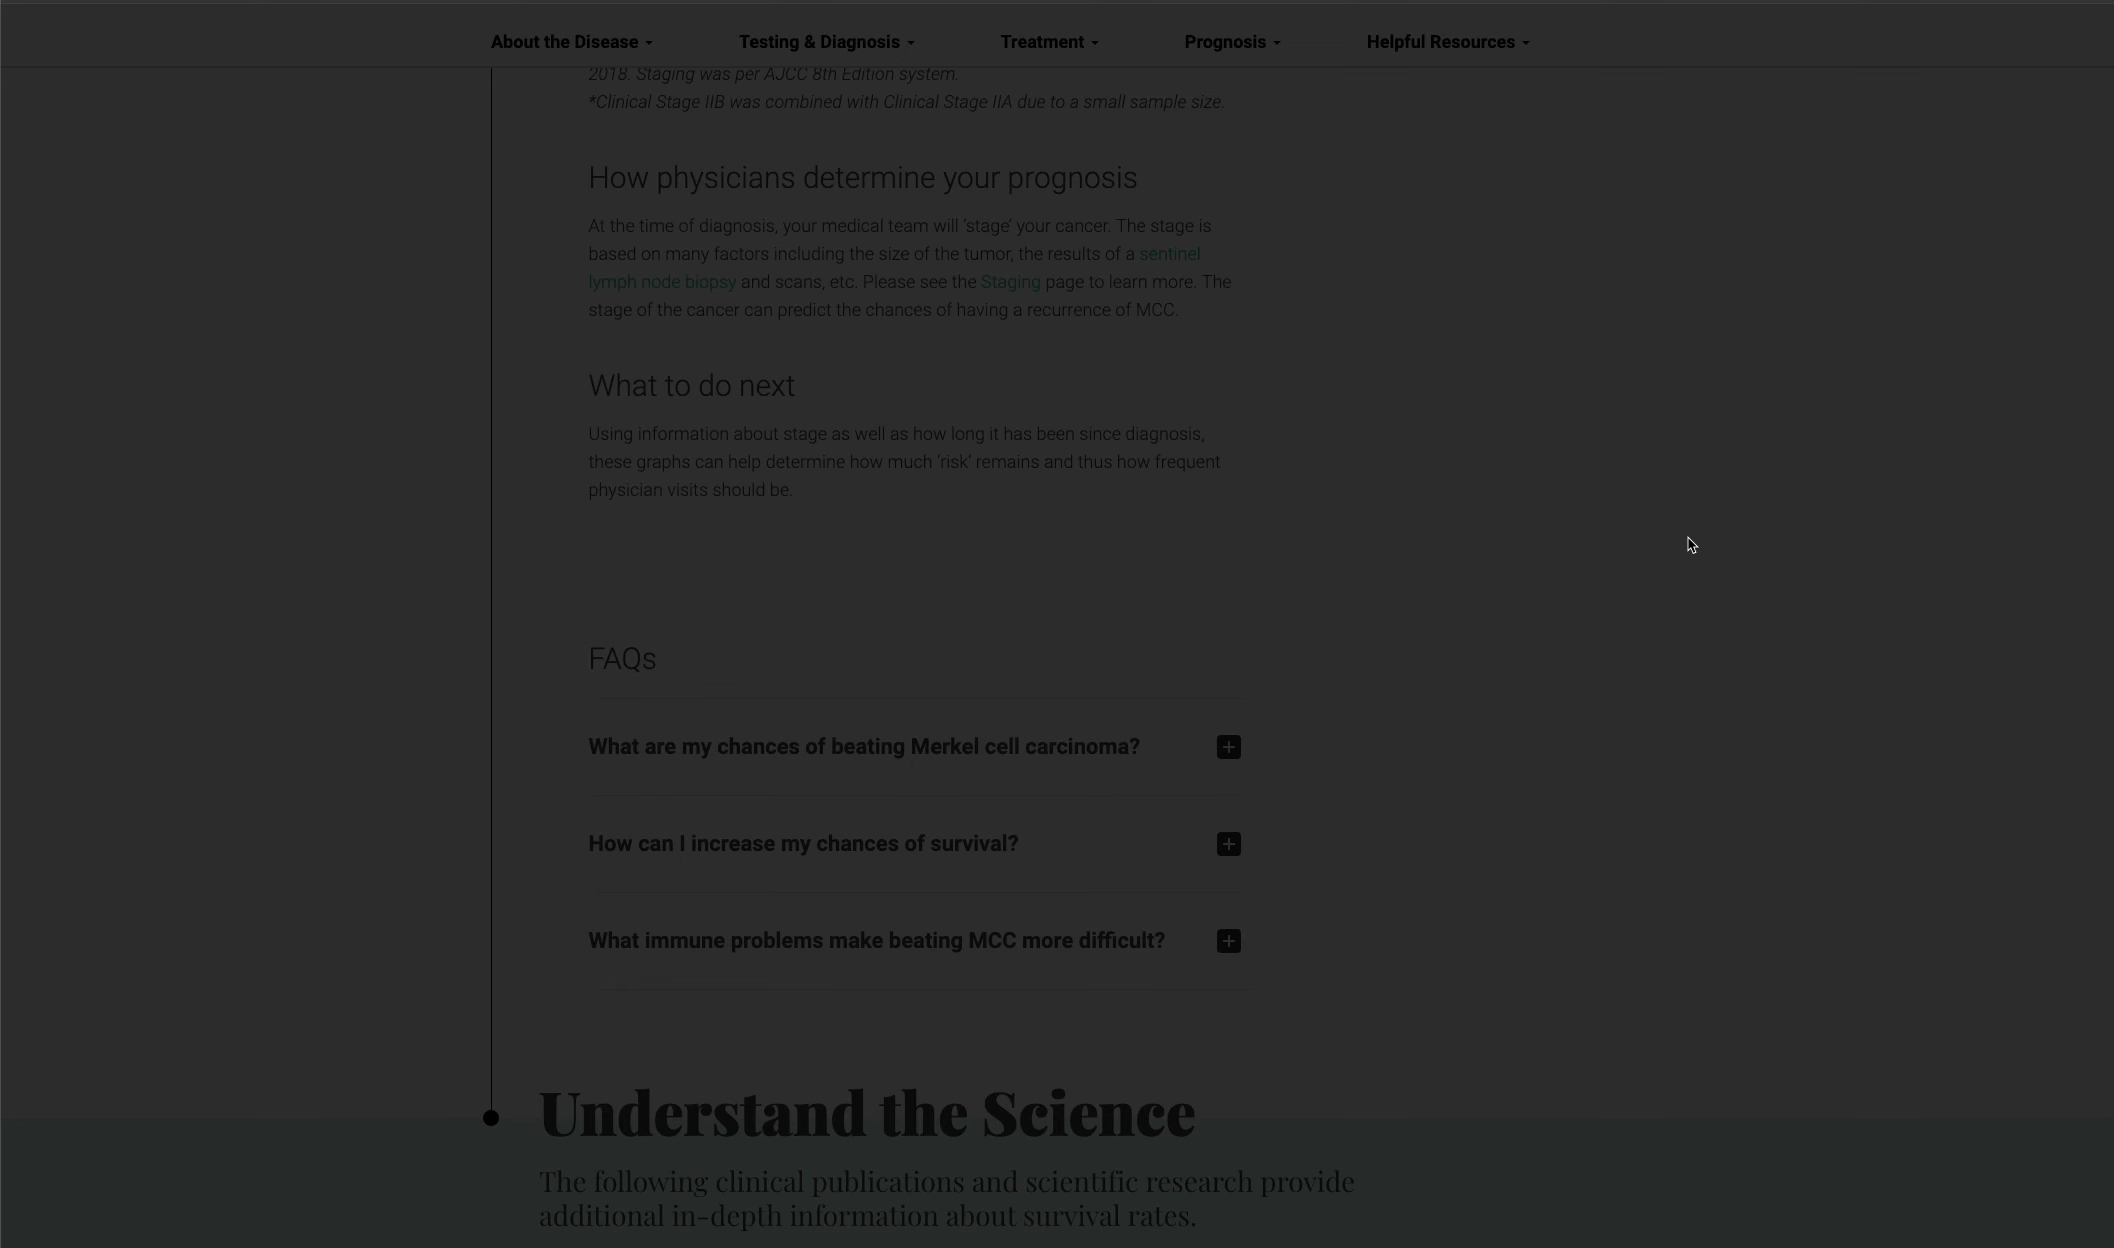 About the Disease
Testing & Diagnosis
Treatment
Prognosis
Helpful Resources
2018. Staging was per AJCC 8th Edition system.
*Clinical Stage IIB was combined with Clinical Stage IIA due to a small sample size.
How physicians determine your prognosis
At the time of diagnosis, your medical team will ‘stage’ your cancer. The stage is
based on many factors including the size of the tumor, the results of a sentinel
lymph node biopsy and scans, etc. Please see the Staging page to learn more. The
stage of the cancer can predict the chances of having a recurrence of MCC.
What to do next
Using information about stage as well as how long it has been since diagnosis,
these graphs can help determine how much ‘risk’ remains and thus how frequent
physician visits should be.
FAQs
What are my chances of beating Merkel cell carcinoma?
How can I increase my chances of survival?
What immune problems make beating MCC more difficult?
Understand the Science
The following clinical publications and scientific research provide
additional in-depth information about survival rates.